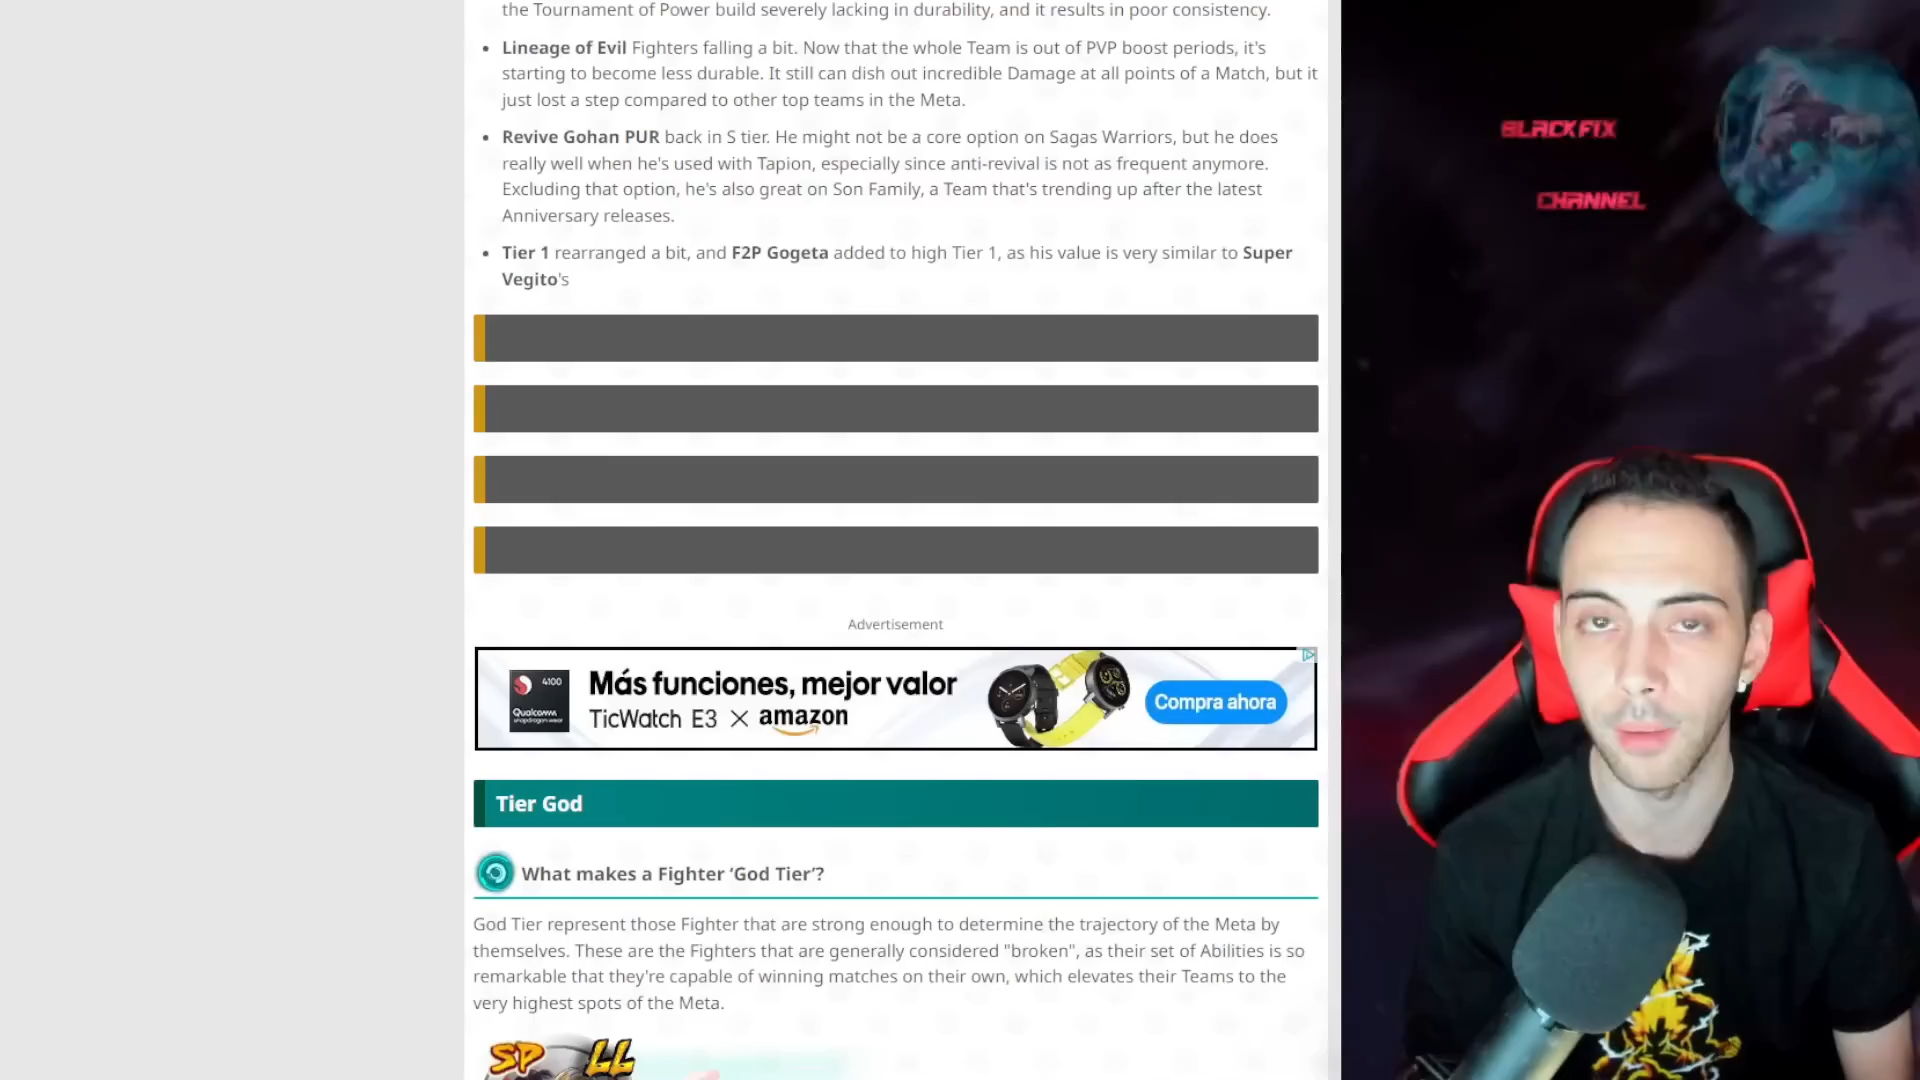 the Tournament of Power build severely lacking in durability, and it results in poor consistency.
Lineage of Evil Fighters falling a bit. Now that the whole Team is out of PVP boost periods, it's
starting to become less durable. It still can dish out incredible Damage at all points of a Match, but it
just lost a step compared to other top teams in the Meta.
Revive Gohan PUR back in S tier. He might not be a core option on Sagas Warriors, but he does
really well when he's used with Tapion, especially since anti-revival is not as frequent anymore.
Excluding that option, he's also great on Son Family, a Team that's trending up after the latest
Anniversary releases.
Tier 1 rearranged a bit, and F2P Gogeta added to high Tier 1, as his value is very similar to Super
Vegito's
Advertisement
4100
Qualcomm
snapdragon wear
Más funciones, mejor valor
TicWatch E3 X amazon
Compra ahora
Tier God
What makes a Fighter ‘God Tier’?
God Tier represent those Fighter that are strong enough to determine the trajectory of the Meta by
themselves. These are the Fighters that are generally considered "broken", as their set of Abilities is so
remarkable that they're capable of winning matches on their own, which elevates their Teams to the
very highest spots of the Meta.
SP LL
BLACKFIX
CHANNEL